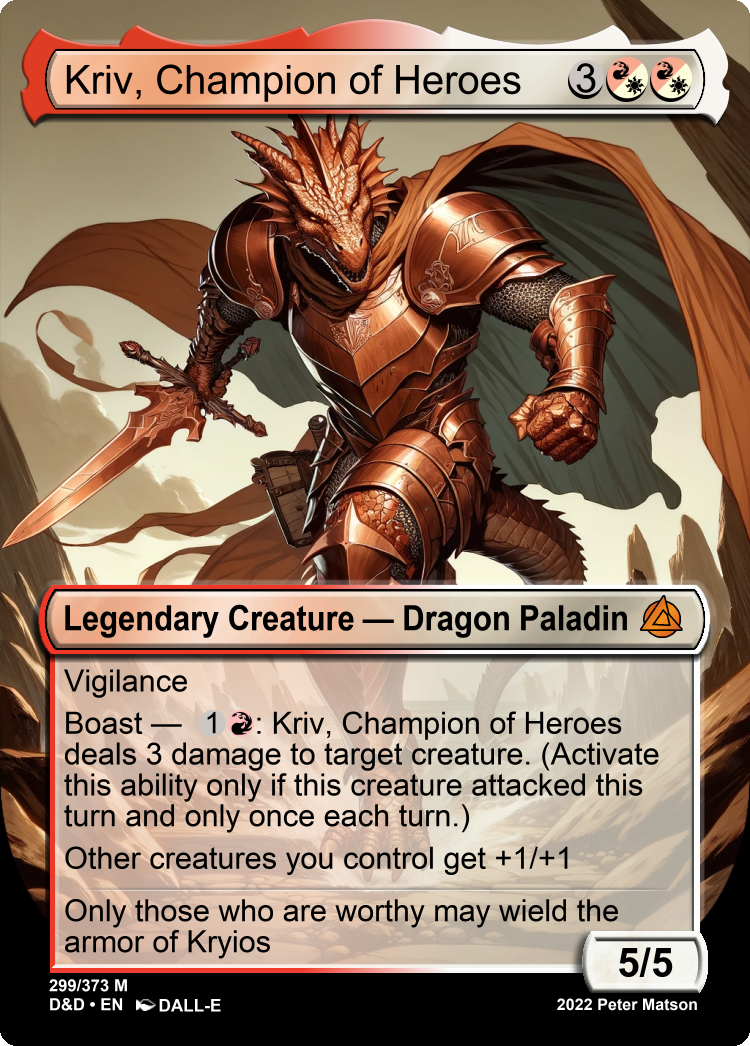 Kriv, Champion of Heroes 3
Legendary Creature — Dragon Paladin
Vigilance
Boast — 1 : Kriv, Champion of Heroes
deals 3 damage to target creature. (Activate
this ability only if this creature attacked this
turn and only once each turn.)
Other creatures you control get +1/+1
Only those who are worthy may wield the
armor of Kryios
5/5
299/373 M
D&D • EN DALL-E
2022 Peter Matson